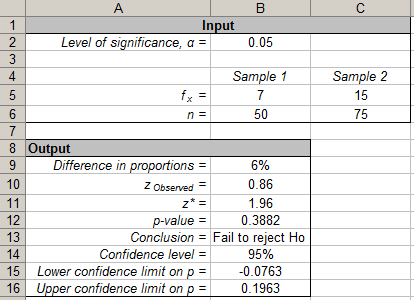 A B C
1 Input
2 Level of significance, α = 0.05
3
4 Sample 1 Sample 2
5 fx = 7 15
6 n = 50 75
7
8 Output
9 Difference in proportions = 6%
10 z Observed = 0.86
11 z* = 1.96
12 p-value = 0.3882
13 Conclusion = Fail to reject Ho
14 Confidence level = 95%
15 Lower confidence limit on p = -0.0763
16 Upper confidence limit on p = 0.1963